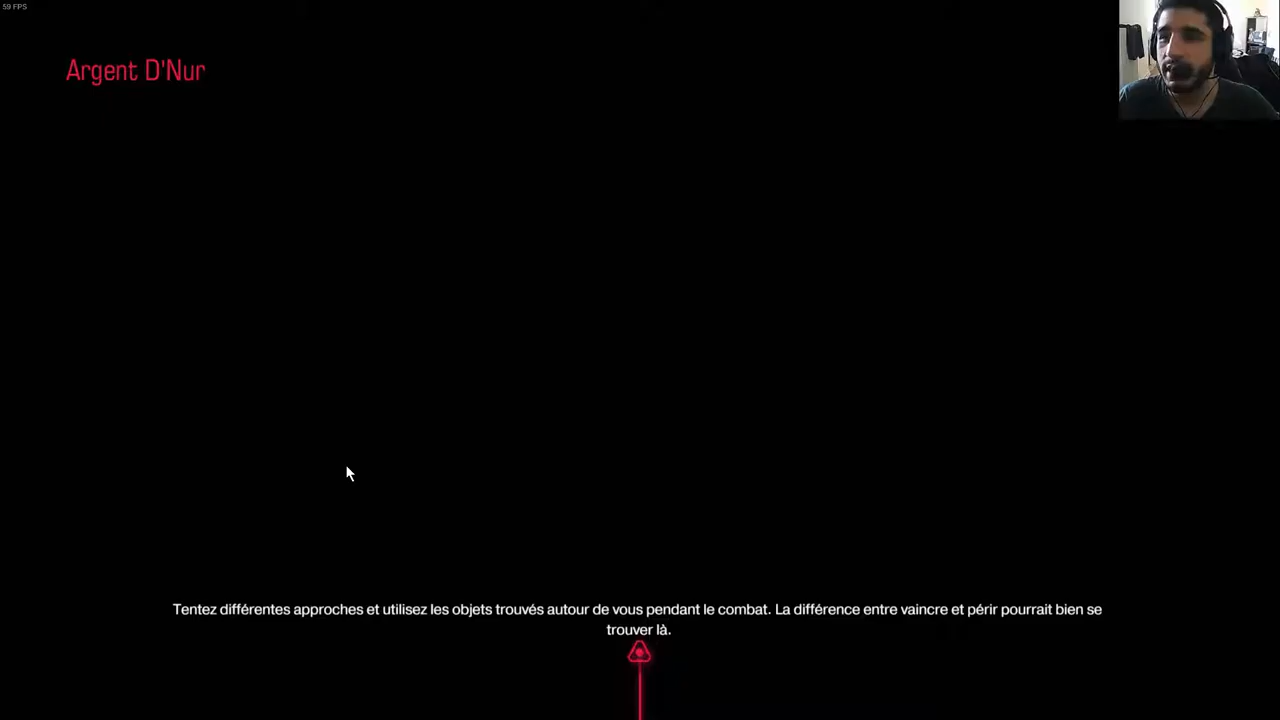 59 FPS
Argent D'Nur
Tentez différentes approches et utilisez les objets trouvés autour de vous pendant le combat. La différence entre vaincre et périr pourrait bien se
trouver là.